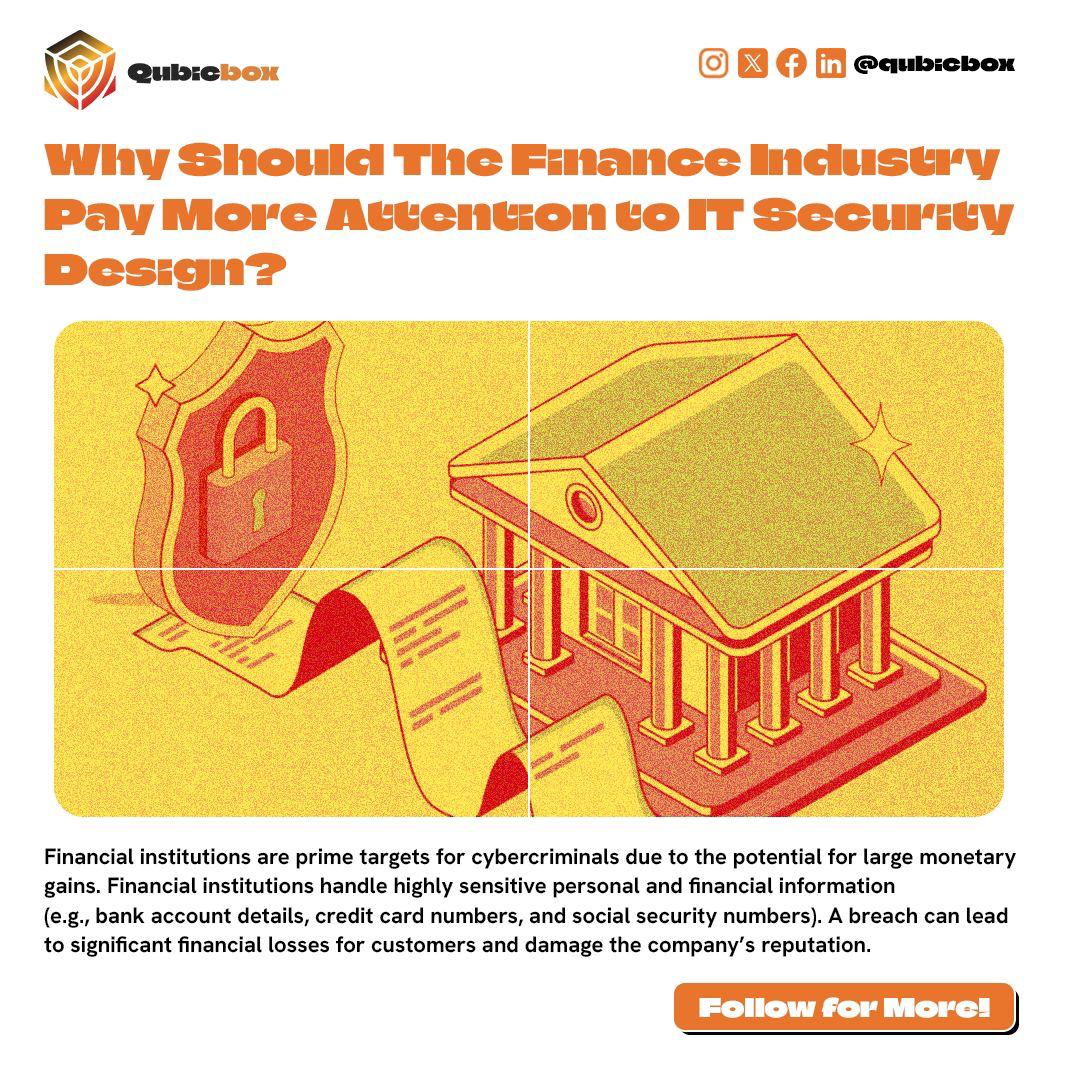 Qubicbox
@qubicbox
Why Should The Finance Industry
Pay More Attention to IT Security
Design?
Financial institutions are prime targets for cybercriminals due to the potential for large monetary
gains. Financial institutions handle highly sensitive personal and financial information
(e.g., bank account details, credit card numbers, and social security numbers). A breach can lead
to significant financial losses for customers and damage the company’s reputation.
Follow for More!